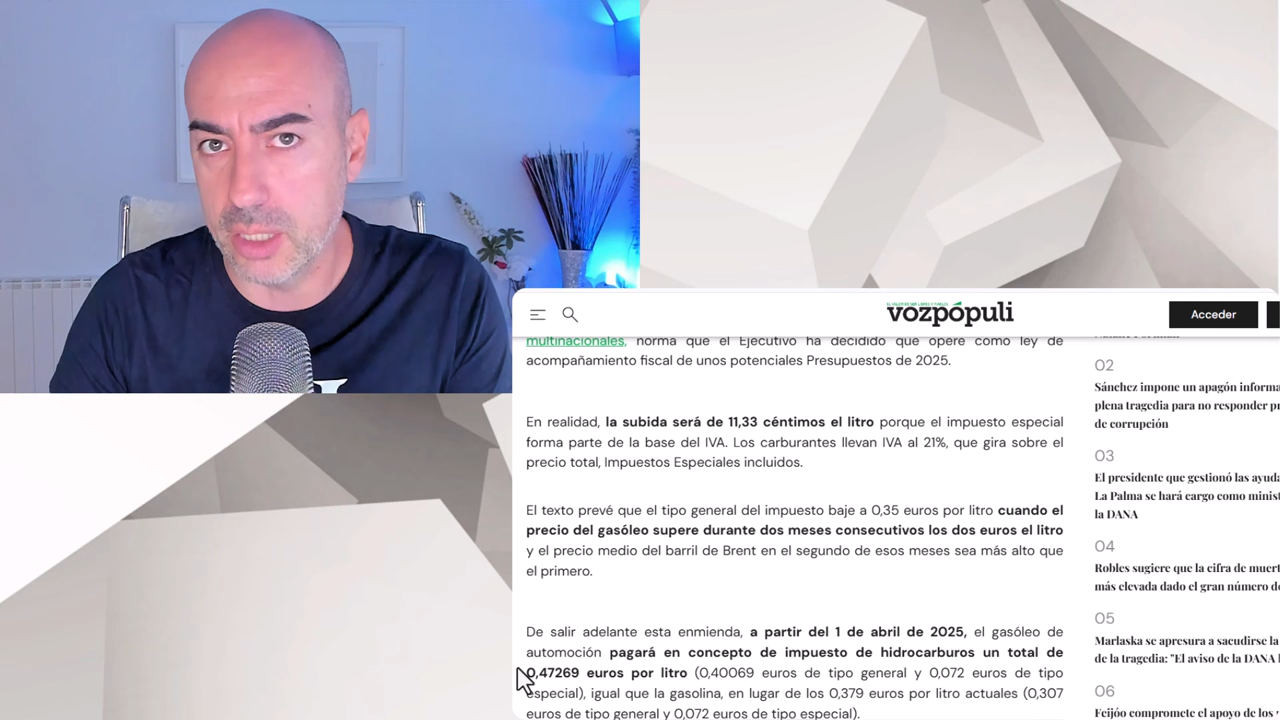 vozpópuli
Acceder
multinacionales, norma que el Ejecutivo ha decidido que opere como ley de
acompañamiento fiscal de unos potenciales Presupuestos de 2025.
En realidad, la subida será de 11,33 céntimos el litro porque el impuesto especial
forma parte de la base del IVA. Los carburantes llevan IVA al 21%, que gira sobre el
precio total, Impuestos Especiales incluidos.
El texto prevé que el tipo general del impuesto baje a 0,35 euros por litro cuando el
precio del gasóleo supere durante dos meses consecutivos los dos euros el litro
y el precio medio del barril de Brent en el segundo de esos meses sea más alto que
el primero.
De salir adelante esta enmienda, a partir del 1 de abril de 2025, el gasóleo de
automoción pagará en concepto de impuesto de hidrocarburos un total de
0,47269 euros por litro (0,40069 euros de tipo general y 0,072 euros de tipo
especial), igual que la gasolina, en lugar de los 0,379 euros por litro actuales (0,307
euros de tipo general y 0,072 euros de tipo especial).
02
Sánchez impone un apagón informa
plena tragedia para no responder p
de corrupción
03
El presidente que gestionó las ayuda
La Palma se hará cargo como minist
la DANA
04
Robles sugiere que la cifra de muert
más elevada dado el gran número d
05
Marlaska se apresura a sacudirse la
de la tragedia: "El aviso de la DANA
06
Feijóo compromete el apoyo de los